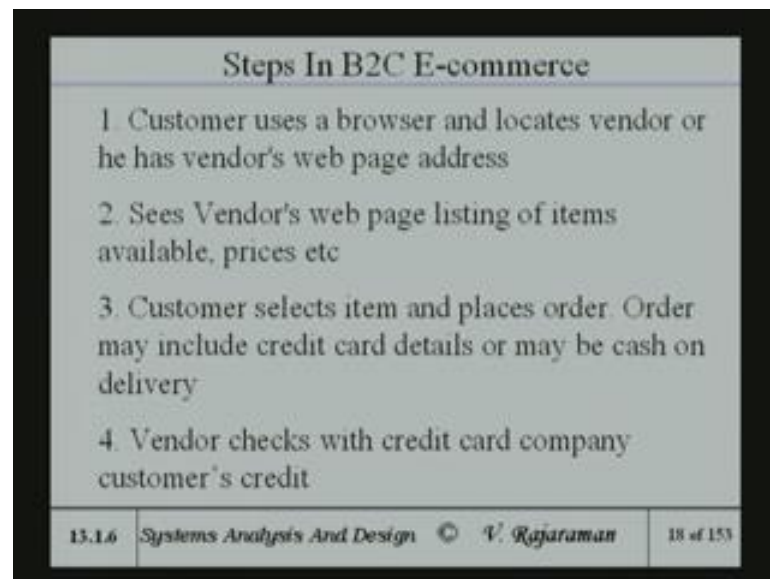 Steps In B2C E-commerce
1. Customer uses a browser and locates vendor or
he has vendor's web page address
2. Sees Vendor's web page listing of items
available, prices etc
3. Customer selects item and places order. Order
may include credit card details or may be cash on
delivery
4. Vendor checks with credit card company
customer's credit
13.1.6 Systems Analysis And Design © V. Rajaraman 18 of 153